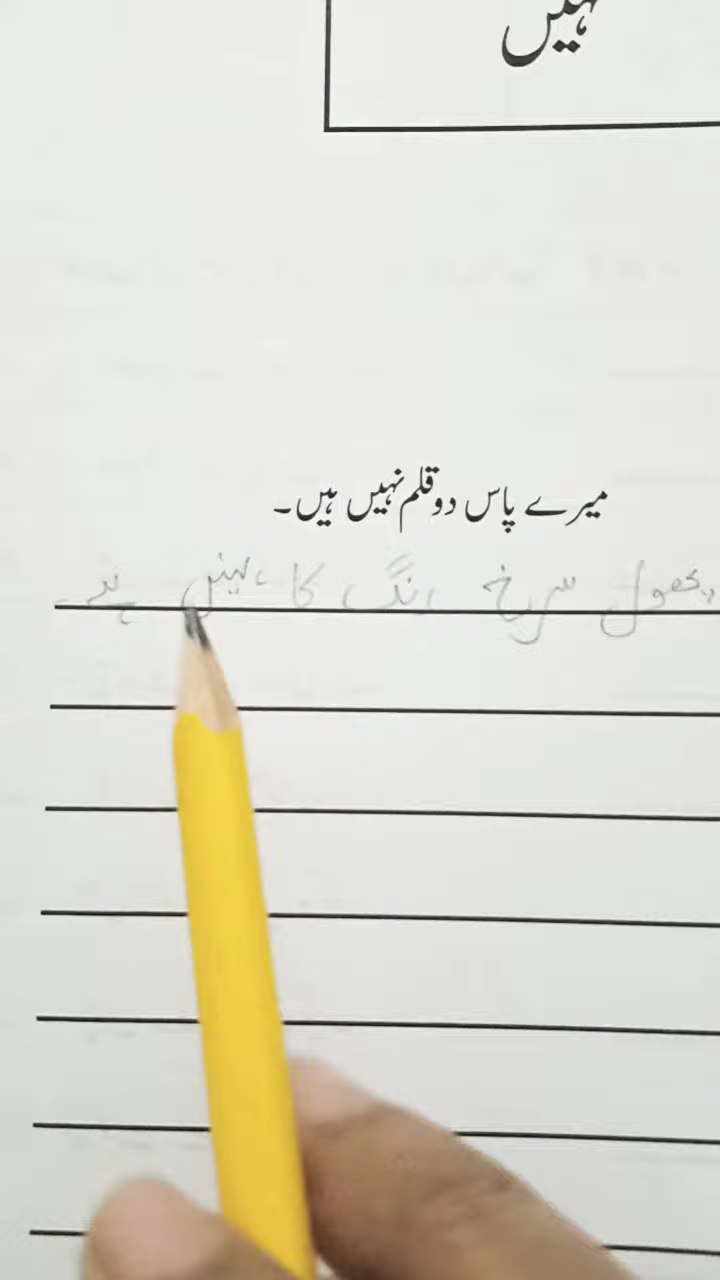 نہیں
میرے پاس دو قلم نہیں ہیں۔
پھول سرخ رنگ کا نہیں ہے